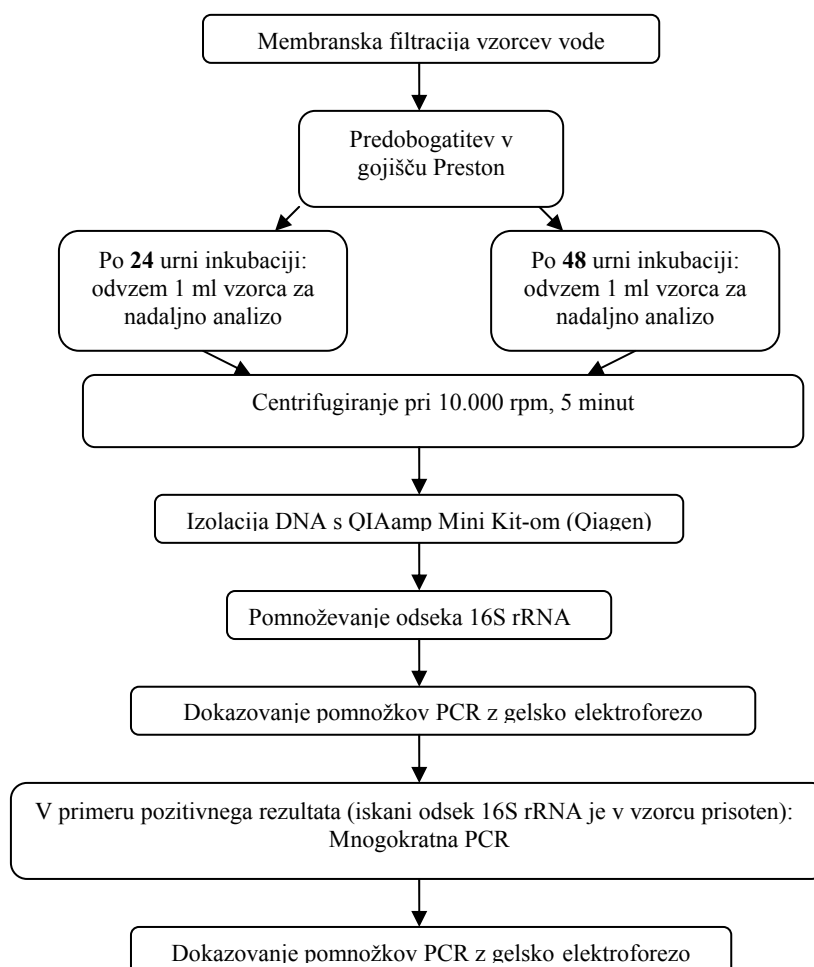 Membranska filtracija vzorcev vode
Predobogatitev v
gojišču Preston
Po 24 urni inkubaciji:
odvzem 1 ml vzorca za
nadaljno analizo
Po 48 urni inkubaciji:
odvzem 1 ml vzorca za
nadaljno analizo
Centrifugiranje pri 10.000 rpm, 5 minut
Izolacija DNA s QIAamp Mini Kit-om (Qiagen)
Pomnoževanje odseka 16S rRNA
Dokazovanje pomnožkov PCR z gelsko elektroforezo
V primeru pozitivnega rezultata (iskani odsek 16S rRNA je v vzorcu prisoten):
Mnogokratna PCR
Dokazovanje pomnožkov PCR z gelsko elektroforezo